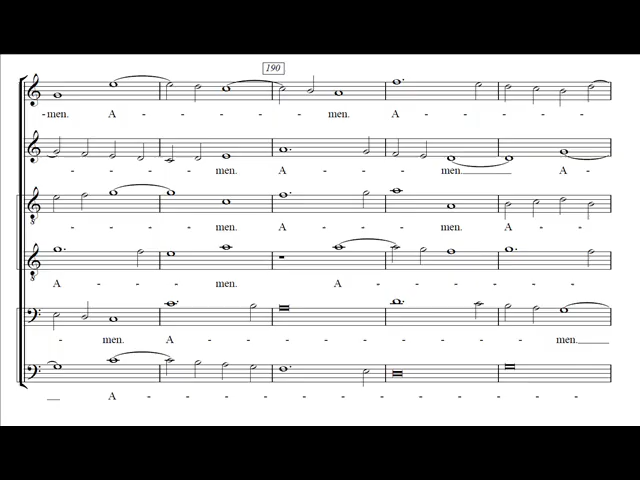 190
-men. A - - - - men. A - - - -
- - - - men. A - - - men. A -
- - - - men. A - - - men. A - - -
A - - - men. A - - - - - -
- men. A - - - - - - - men.
A - - - - - - - - - - -